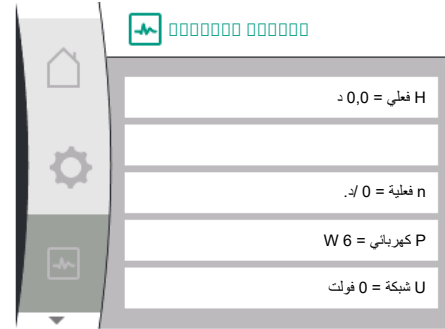 H فعلي = 0,0 د
n فعلية = 0 /د.
P كهربائي = 6 W
U شبكة = 0 فولت